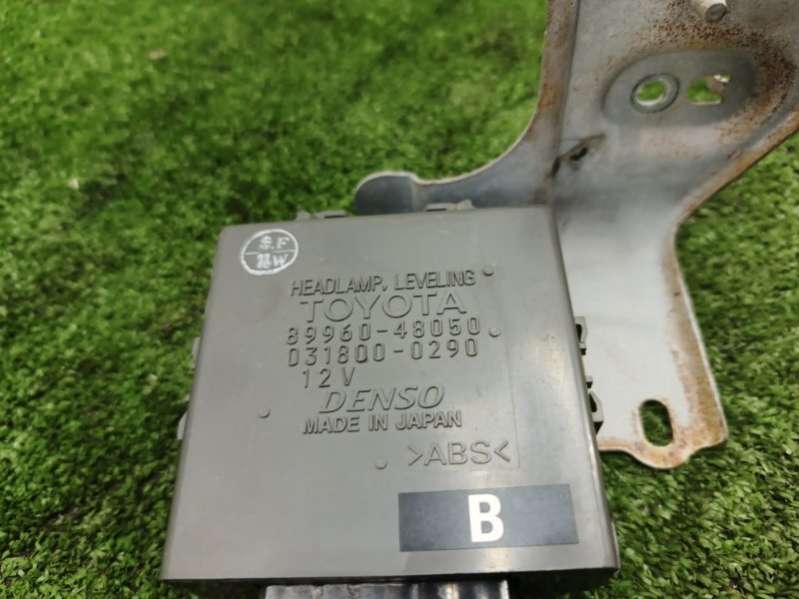 S.F
HEADLAMP, LEVELING
TOYOTA
89960-48050
031800-0290
12V
DENSO
MADE IN JAPAN
>ABS<
B